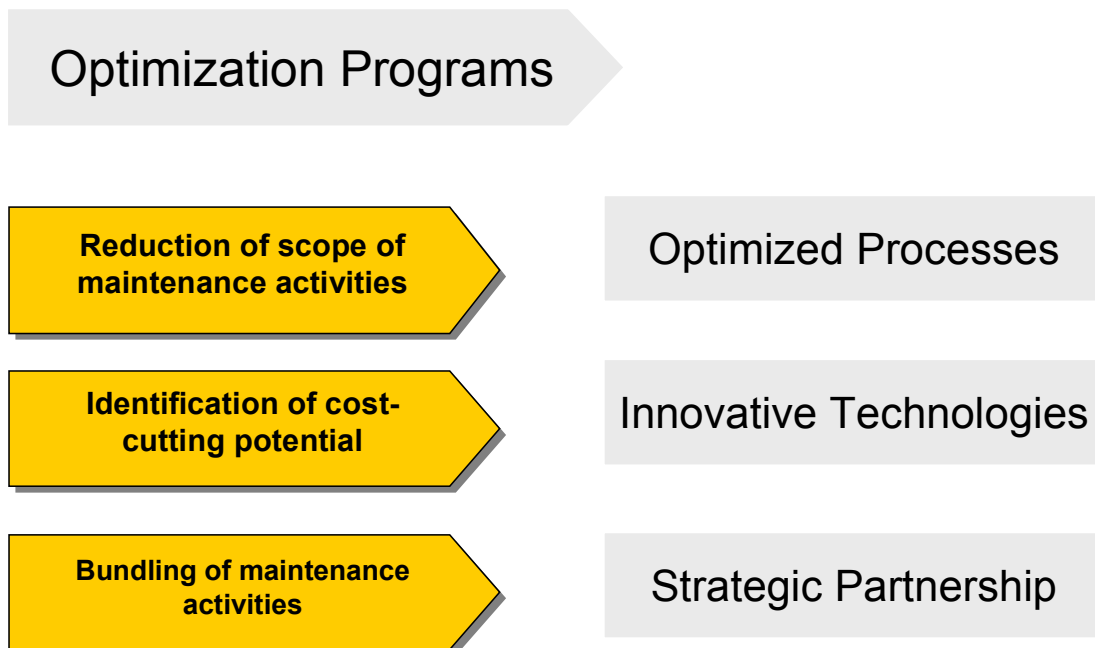 Optimization Programs
Reduction of scope of
maintenance activities
Optimized Processes
Identification of cost-
cutting potential
Innovative Technologies
Bundling of maintenance
activities
Strategic Partnership